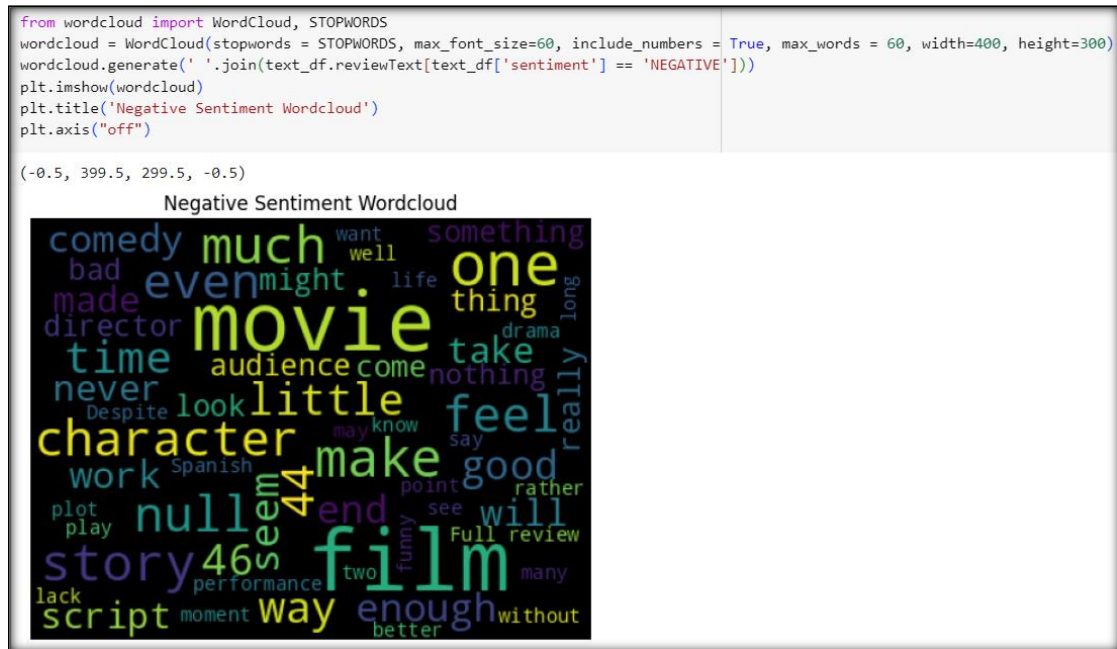 from wordcloud import WordCloud, STOPWORDS
wordcloud = WordCloud(stopwords = STOPWORDS, max_font_size=60, include_numbers = True, max_words = 60, width=400, height=300)
wordcloud.generate(' '.join(text_df.reviewText[text_df['sentiment'] == 'NEGATIVE']))
plt.imshow(wordcloud)
plt.title('Negative Sentiment Wordcloud')
plt.axis("off")
(-0.5, 399.5, 299.5, -0.5)
Negative Sentiment Wordcloud
comedy
much
want
well
something
bad
even
might
life
one
thing
long
made
director
movie
drama
time
audience
come
take
nothing
really
never
Despite
look
little
feel
character
may
know
say
work
Spanish
seem
44
make
point
good
rather
plot
play
null
end
see
will
Full review
story
46
film
funny
two
many
performance
lack
script
moment
way
enough
better
without